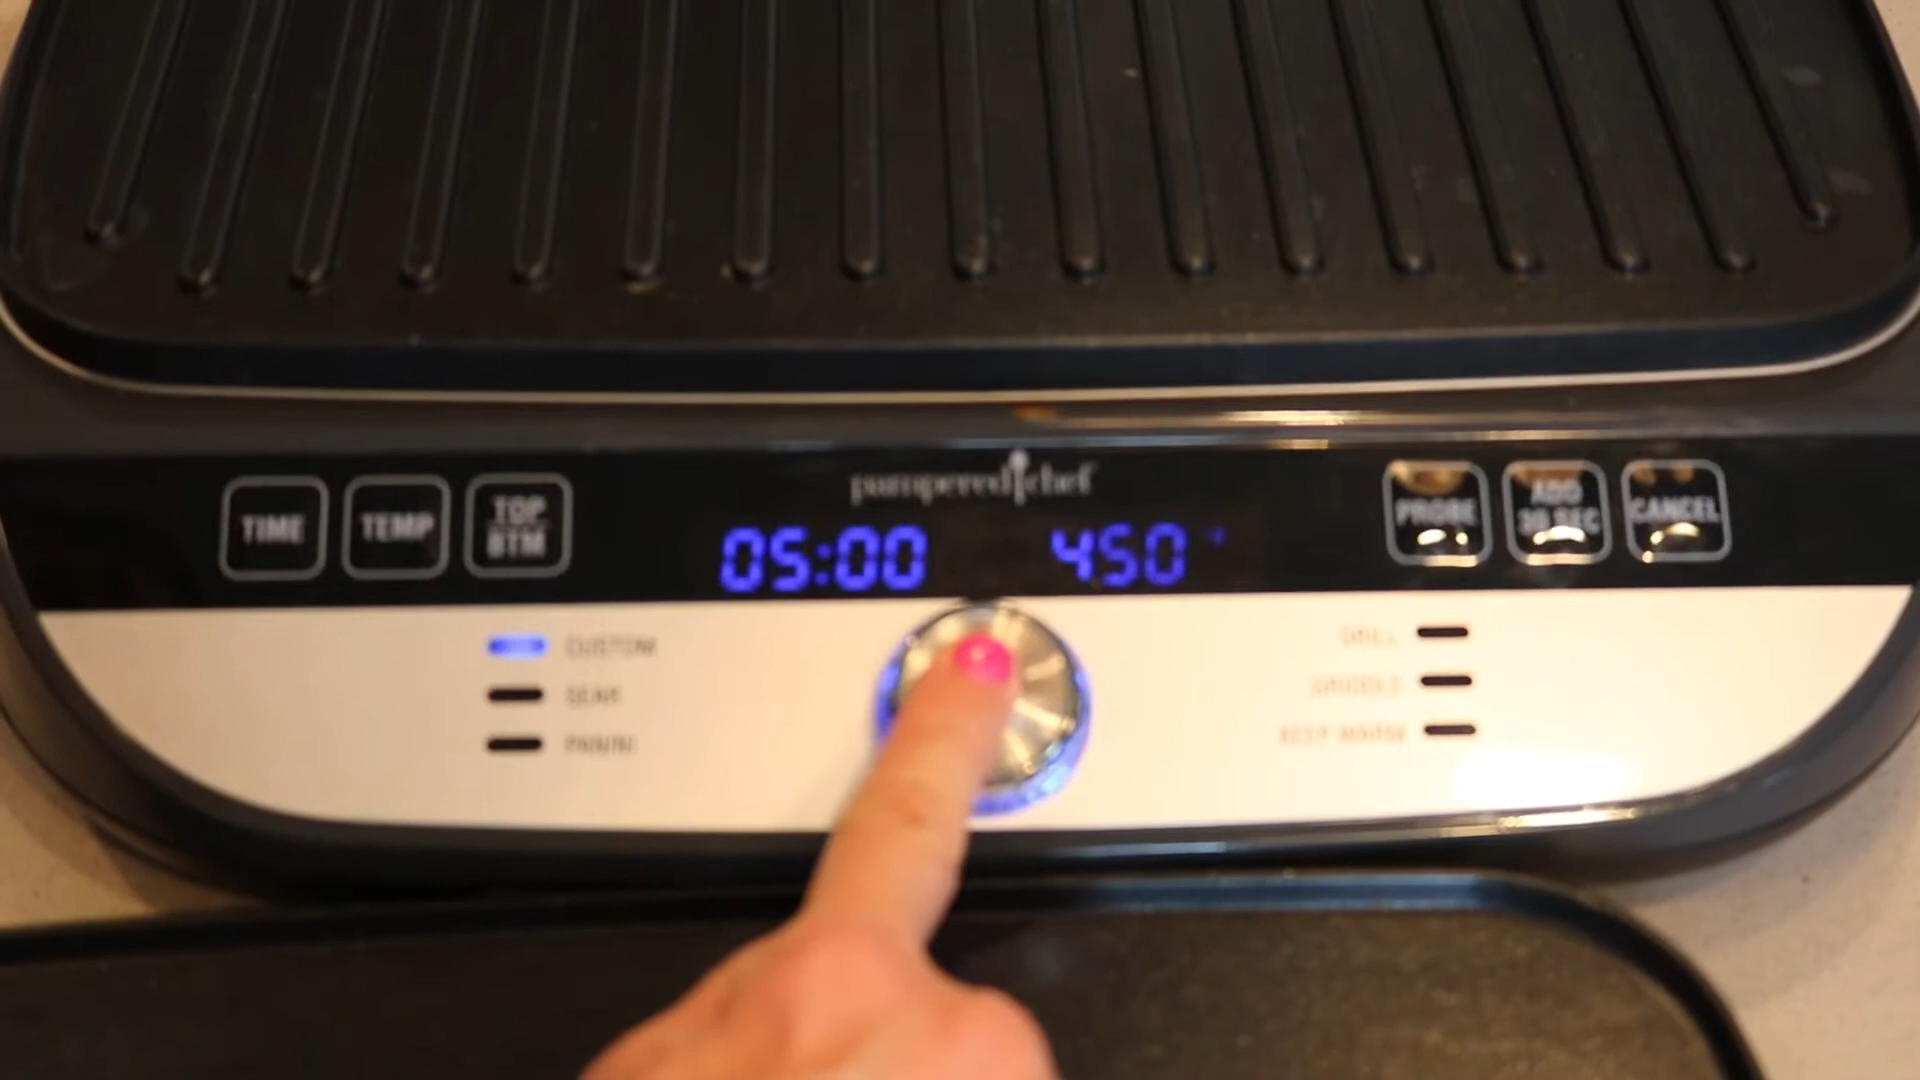 pampered chef
TIME
TEMP
TOP
BTM
05:00
450°
PROBE
ADD
30 SEC
CANCEL
CUSTOM
SEAR
PANINI
GRILL
GRIDDLE
KEEP WARM